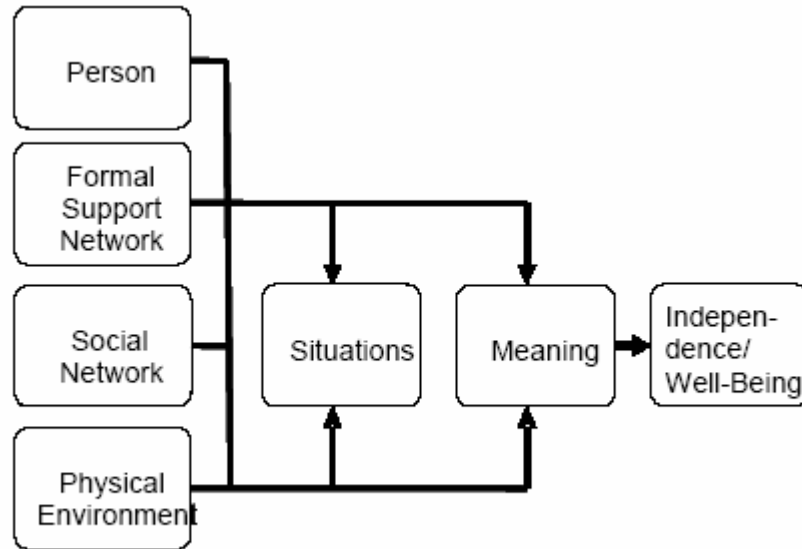 Person
Formal
Support
Network
Social
Network
Physical
Environment
Situations
Meaning
Indepen-
dence/
Well-Being